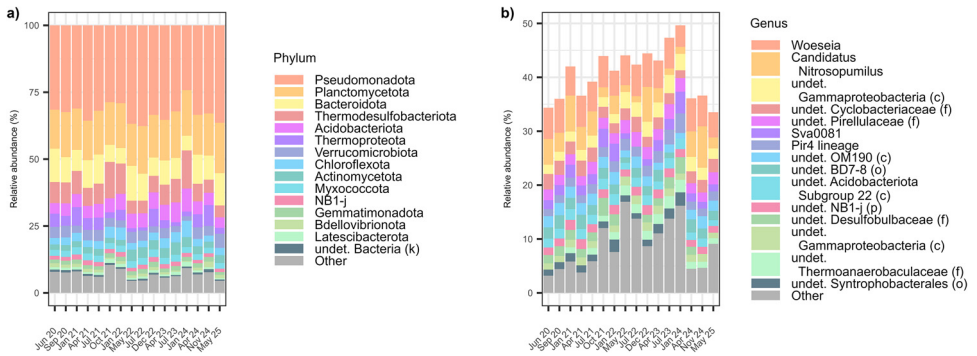 a)
Relative abundance (%)
100
75
50
25
0
Jun 20
Sep 20
Jan 21
Apr 21
Jul 21
Oct 21
Jan 22
May 22
Jul 22
Dec 22
Apr 23
Jul 23
Jan 24
Apr 24
Nov 24
May 25
Phylum
Pseudomonadota
Planctomycetota
Bacteroidota
Thermodesulfobacteriota
Acidobacteriota
Thermoproteota
Verrucomicrobiota
Chloroflexota
Actinomycetota
Myxococcota
NB1-j
Gemmatimonadota
Bdellovibrionota
Latescibacterota
undet. Bacteria (k)
Other
b)
Relative abundance (%)
50
40
30
20
10
0
Jun 20
Sep 20
Jan 21
Apr 21
Jul 21
Oct 21
Jan 22
May 22
Jul 22
Dec 22
Apr 23
Jul 23
Jan 24
Apr 24
Nov 24
May 25
Genus
Woeseia
Candidatus
Nitrosopumilus
undet.
Gammaproteobacteria (c)
undet. Cyclobacteriaceae (f)
undet. Pirellulaceae (f)
Sva0081
Pir4 lineage
undet. OM190 (c)
undet. BD7-8 (o)
undet. Acidobacteriota
Subgroup 22 (c)
undet. NB1-j (p)
undet. Desulfobulbaceae (f)
undet.
Gammaproteobacteria (c)
undet.
Thermoanaerobaculaceae (f)
undet. Syntrophobacterales (o)
Other